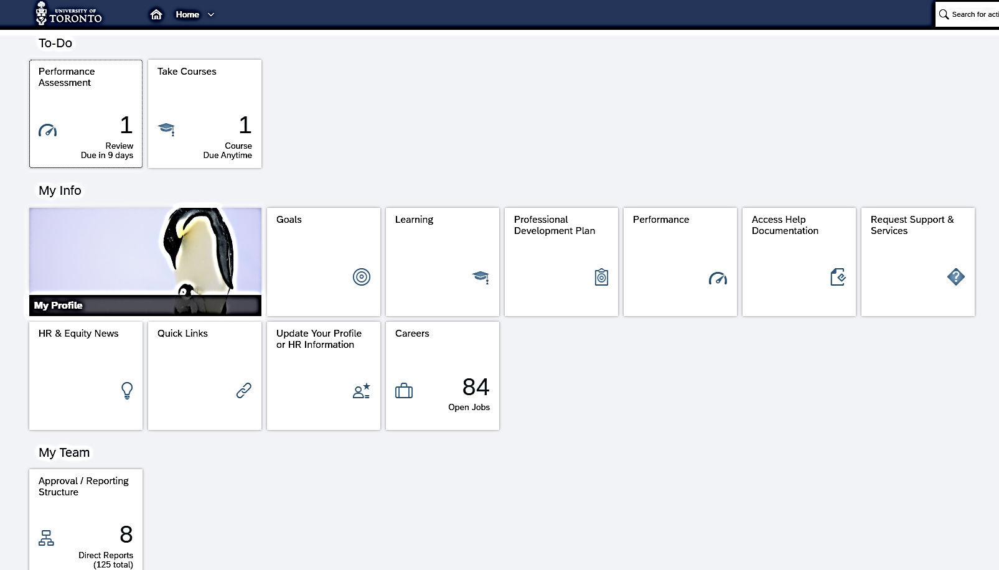 UNIVERSITY OF
TORONTO
Home
Search for acti
To-Do
Performance
Assessment
1
Review
Due in 9 days
Take Courses
1
Course
Due Anytime
My Info
My Profile
Goals
Learning
Professional
Development Plan
Performance
Access Help
Documentation
Request Support &
Services
?
HR & Equity News
Quick Links
Update Your Profile
or HR Information
Careers
84
Open Jobs
My Team
Approval / Reporting
Structure
8
Direct Reports
(125 total)